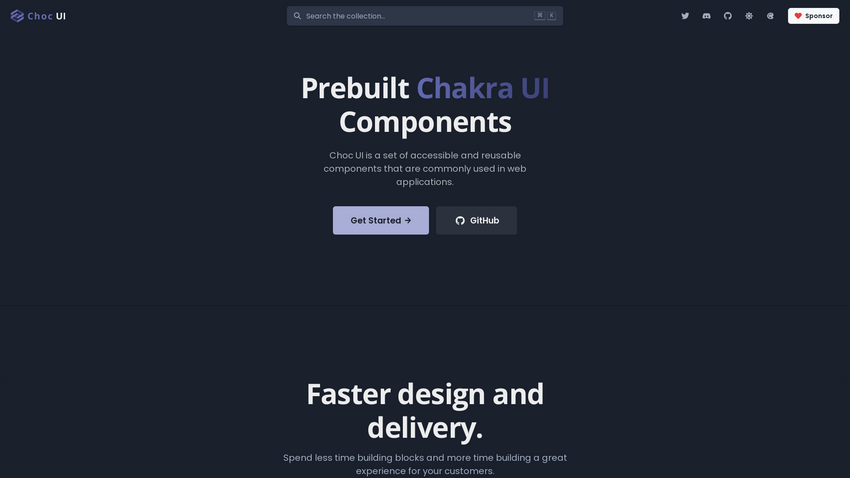 Choc UI
Search the collection...
⌘ K
Sponsor
Prebuilt Chakra UI
Components
Choc UI is a set of accessible and reusable
components that are commonly used in web
applications.
Get Started →
GitHub
Faster design and
delivery.
Spend less time building blocks and more time building a great
experience for your customers.